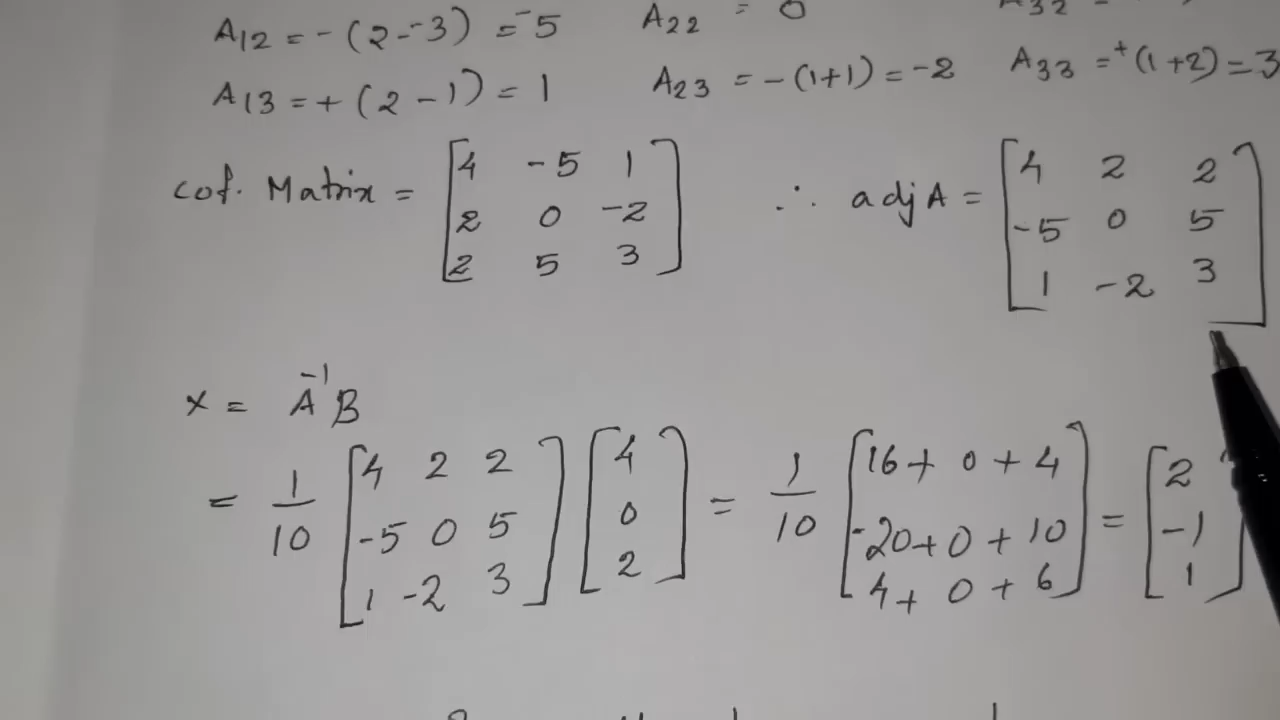 A12 = -(2--3) = -5 A22 = 0 A32
A13 = +(2-1) = 1 A23 = -(1+1) = -2 A33 = +(1+2) = 3
cof. Matrix = [4 -5 1 ∴ adj A = [4 2 2
2 0 -2 -5 0 5
2 5 3] 1 -2 3]
x = A⁻¹B
= 1/10 [4 2 2 [4 = 1/10 [16+0+4 = [2
-5 0 5 0 -20+0+10 -1
1 -2 3] 2] 4+0+6] 1]